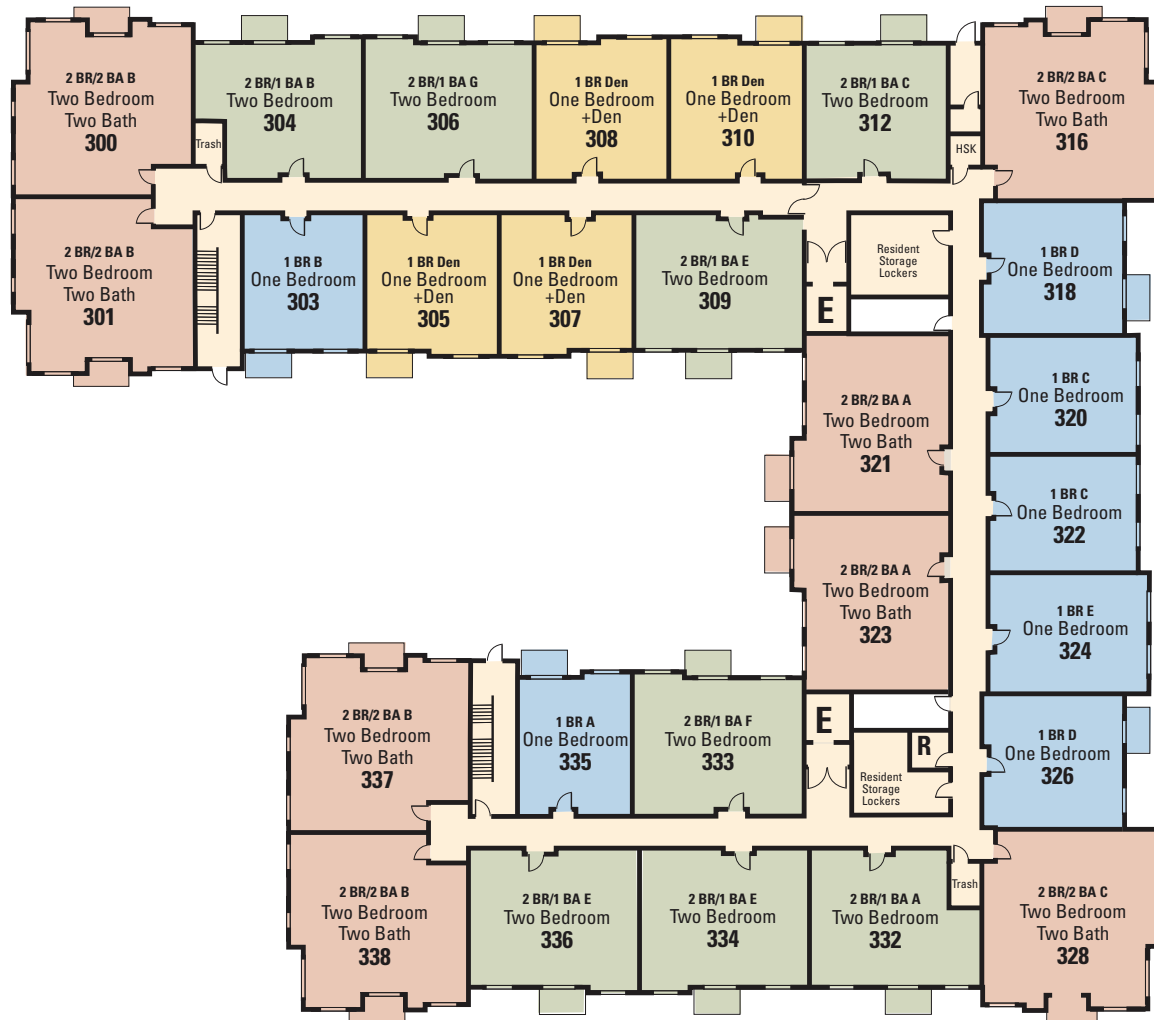 2 BR/2 BA B
Two Bedroom
Two Bath
300
2 BR/1 BA B
Two Bedroom
304
2 BR/1 BA G
Two Bedroom
306
1 BR Den
One Bedroom
+Den
308
1 BR Den
One Bedroom
+Den
310
2 BR/1 BA C
Two Bedroom
312
2 BR/2 BA C
Two Bedroom
Two Bath
316
Trash
HSK
2 BR/2 BA B
Two Bedroom
Two Bath
301
1 BR B
One Bedroom
303
1 BR Den
One Bedroom
+Den
305
1 BR Den
One Bedroom
+Den
307
2 BR/1 BA E
Two Bedroom
309
E
Resident
Storage
Lockers
1 BR D
One Bedroom
318
2 BR/2 BA A
Two Bedroom
Two Bath
321
1 BR C
One Bedroom
320
1 BR C
One Bedroom
322
2 BR/2 BA A
Two Bedroom
Two Bath
323
1 BR E
One Bedroom
324
2 BR/2 BA B
Two Bedroom
Two Bath
337
1 BR A
One Bedroom
335
2 BR/1 BA F
Two Bedroom
333
E
R
Resident
Storage
Lockers
1 BR D
One Bedroom
326
2 BR/2 BA B
Two Bedroom
Two Bath
338
2 BR/1 BA E
Two Bedroom
336
2 BR/1 BA E
Two Bedroom
334
2 BR/1 BA A
Two Bedroom
332
Trash
2 BR/2 BA C
Two Bedroom
Two Bath
328